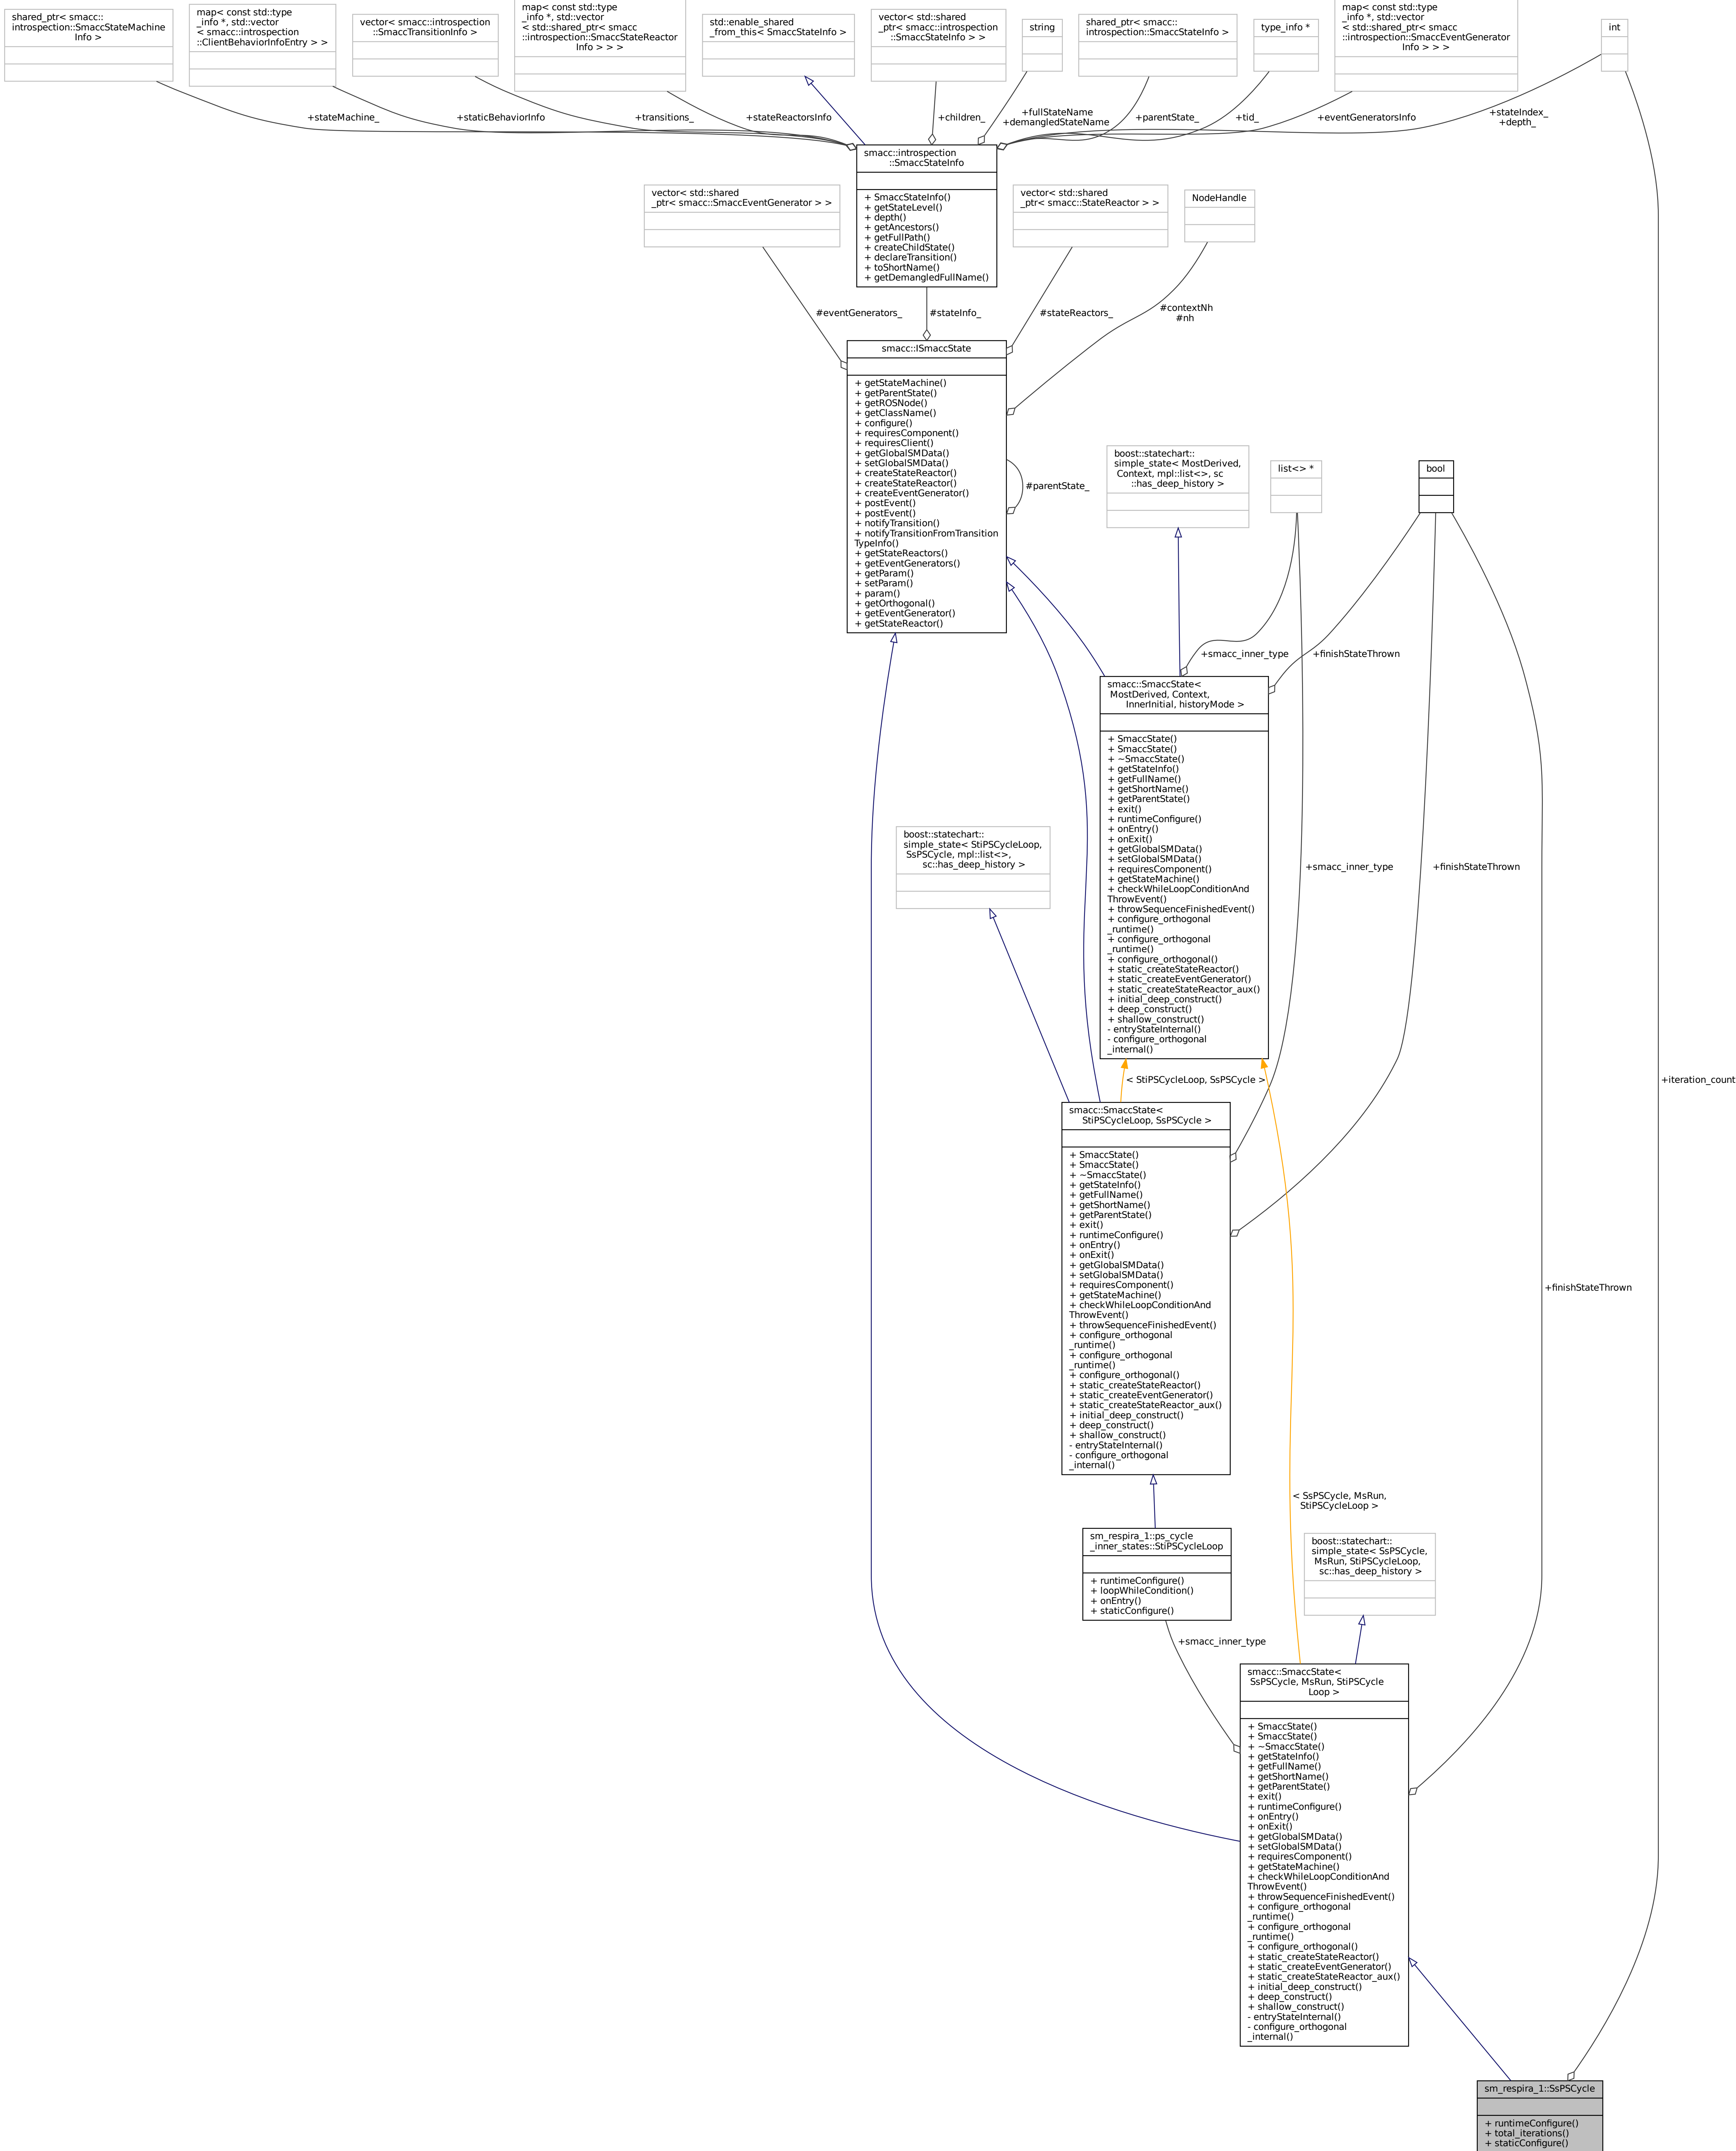 shared_ptr< smacc::
introspection::SmaccStateMachine
Info >
map< const std::type
_info *, std::vector
< smacc::introspection
::ClientBehaviorInfoEntry > >
vector< smacc::introspection
::SmaccTransitionInfo >
map< const std::type
_info *, std::vector
< std::shared_ptr< smacc
::introspection::SmaccStateReactor
Info > > >
std::enable_shared
_from_this< SmaccStateInfo >
vector< std::shared
_ptr< smacc::introspection
::SmaccStateInfo > >
string
shared_ptr< smacc::
introspection::SmaccStateInfo >
type_info *
map< const std::type
_info *, std::vector
< std::shared_ptr< smacc
::introspection::SmaccEventGenerator
Info > > >
int
+stateMachine_
+staticBehaviorInfo
+transitions_
+stateReactorsInfo
+children_
+fullStateName
+demangledStateName
+parentState_
+tid_
+eventGeneratorsInfo
+stateIndex_
+depth_
smacc::introspection
::SmaccStateInfo
+ SmaccStateInfo()
+ getStateLevel()
+ depth()
+ getAncestors()
+ getFullPath()
+ createChildState()
+ declareTransition()
+ toShortName()
+ getDemangledFullName()
vector< std::shared
_ptr< smacc::SmaccEventGenerator > >
vector< std::shared
_ptr< smacc::StateReactor > >
NodeHandle
#eventGenerators_
#stateInfo_
#stateReactors_
#contextNh
#nh
smacc::ISmaccState
+ getStateMachine()
+ getParentState()
+ getROSNode()
+ getClassName()
+ configure()
+ requiresComponent()
+ requiresClient()
+ getGlobalSMData()
+ setGlobalSMData()
+ createStateReactor()
+ createStateReactor()
+ createEventGenerator()
+ postEvent()
+ postEvent()
+ notifyTransition()
+ notifyTransitionFromTransition
TypeInfo()
+ getStateReactors()
+ getEventGenerators()
+ getParam()
+ setParam()
+ param()
+ getOrthogonal()
+ getEventGenerator()
+ getStateReactor()
#parentState_
boost::statechart::
simple_state< MostDerived,
Context, mpl::list<>, sc
::has_deep_history >
list<> *
bool
+smacc_inner_type
+finishStateThrown
smacc::SmaccState<
MostDerived, Context,
InnerInitial, historyMode >
+ SmaccState()
+ SmaccState()
+ ~SmaccState()
+ getStateInfo()
+ getFullName()
+ getShortName()
+ getParentState()
+ exit()
+ runtimeConfigure()
+ onEntry()
+ onExit()
+ getGlobalSMData()
+ setGlobalSMData()
+ requiresComponent()
+ getStateMachine()
+ checkWhileLoopConditionAnd
ThrowEvent()
+ throwSequenceFinishedEvent()
+ configure_orthogonal
_runtime()
+ configure_orthogonal
_runtime()
+ configure_orthogonal()
+ static_createStateReactor()
+ static_createEventGenerator()
+ static_createStateReactor_aux()
+ initial_deep_construct()
+ deep_construct()
+ shallow_construct()
- entryStateInternal()
- configure_orthogonal
_internal()
boost::statechart::
simple_state< StiPSCycleLoop,
SsPSCycle, mpl::list<>,
sc::has_deep_history >
+smacc_inner_type
+finishStateThrown
< StiPSCycleLoop, SsPSCycle >
+iteration_count
smacc::SmaccState<
StiPSCycleLoop, SsPSCycle >
+ SmaccState()
+ SmaccState()
+ ~SmaccState()
+ getStateInfo()
+ getFullName()
+ getShortName()
+ getParentState()
+ exit()
+ runtimeConfigure()
+ onEntry()
+ onExit()
+ getGlobalSMData()
+ setGlobalSMData()
+ requiresComponent()
+ getStateMachine()
+ checkWhileLoopConditionAnd
ThrowEvent()
+ throwSequenceFinishedEvent()
+ configure_orthogonal
_runtime()
+ configure_orthogonal
_runtime()
+ configure_orthogonal()
+ static_createStateReactor()
+ static_createEventGenerator()
+ static_createStateReactor_aux()
+ initial_deep_construct()
+ deep_construct()
+ shallow_construct()
- entryStateInternal()
- configure_orthogonal
_internal()
+finishStateThrown
< SsPSCycle, MsRun,
StiPSCycleLoop >
sm_respira_1::ps_cycle
_inner_states::StiPSCycleLoop
+ runtimeConfigure()
+ loopWhileCondition()
+ onEntry()
+ staticConfigure()
boost::statechart::
simple_state< SsPSCycle,
MsRun, StiPSCycleLoop,
sc::has_deep_history >
+smacc_inner_type
smacc::SmaccState<
SsPSCycle, MsRun, StiPSCycle
Loop >
+ SmaccState()
+ SmaccState()
+ ~SmaccState()
+ getStateInfo()
+ getFullName()
+ getShortName()
+ getParentState()
+ exit()
+ runtimeConfigure()
+ onEntry()
+ onExit()
+ getGlobalSMData()
+ setGlobalSMData()
+ requiresComponent()
+ getStateMachine()
+ checkWhileLoopConditionAnd
ThrowEvent()
+ throwSequenceFinishedEvent()
+ configure_orthogonal
_runtime()
+ configure_orthogonal
_runtime()
+ configure_orthogonal()
+ static_createStateReactor()
+ static_createEventGenerator()
+ static_createStateReactor_aux()
+ initial_deep_construct()
+ deep_construct()
+ shallow_construct()
- entryStateInternal()
- configure_orthogonal
_internal()
sm_respira_1::SsPSCycle
+ runtimeConfigure()
+ total_iterations()
+ staticConfigure()